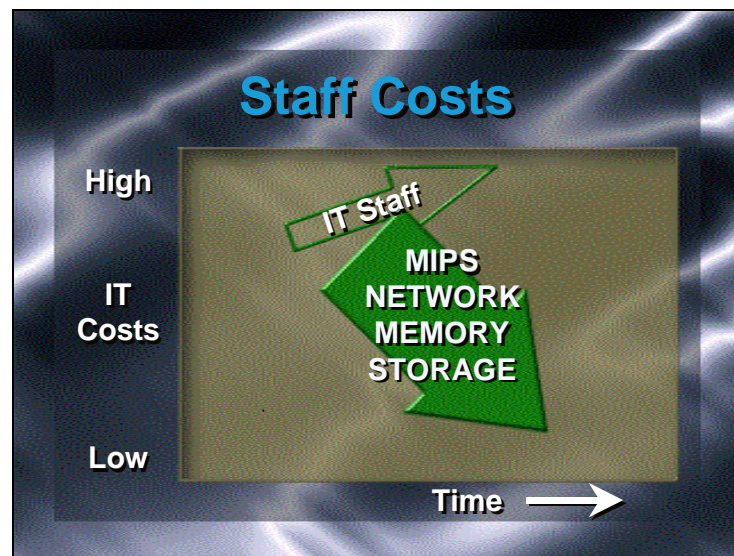 Staff Costs
High
IT Staff
MIPS
NETWORK
MEMORY
STORAGE
IT
Costs
Low
Time